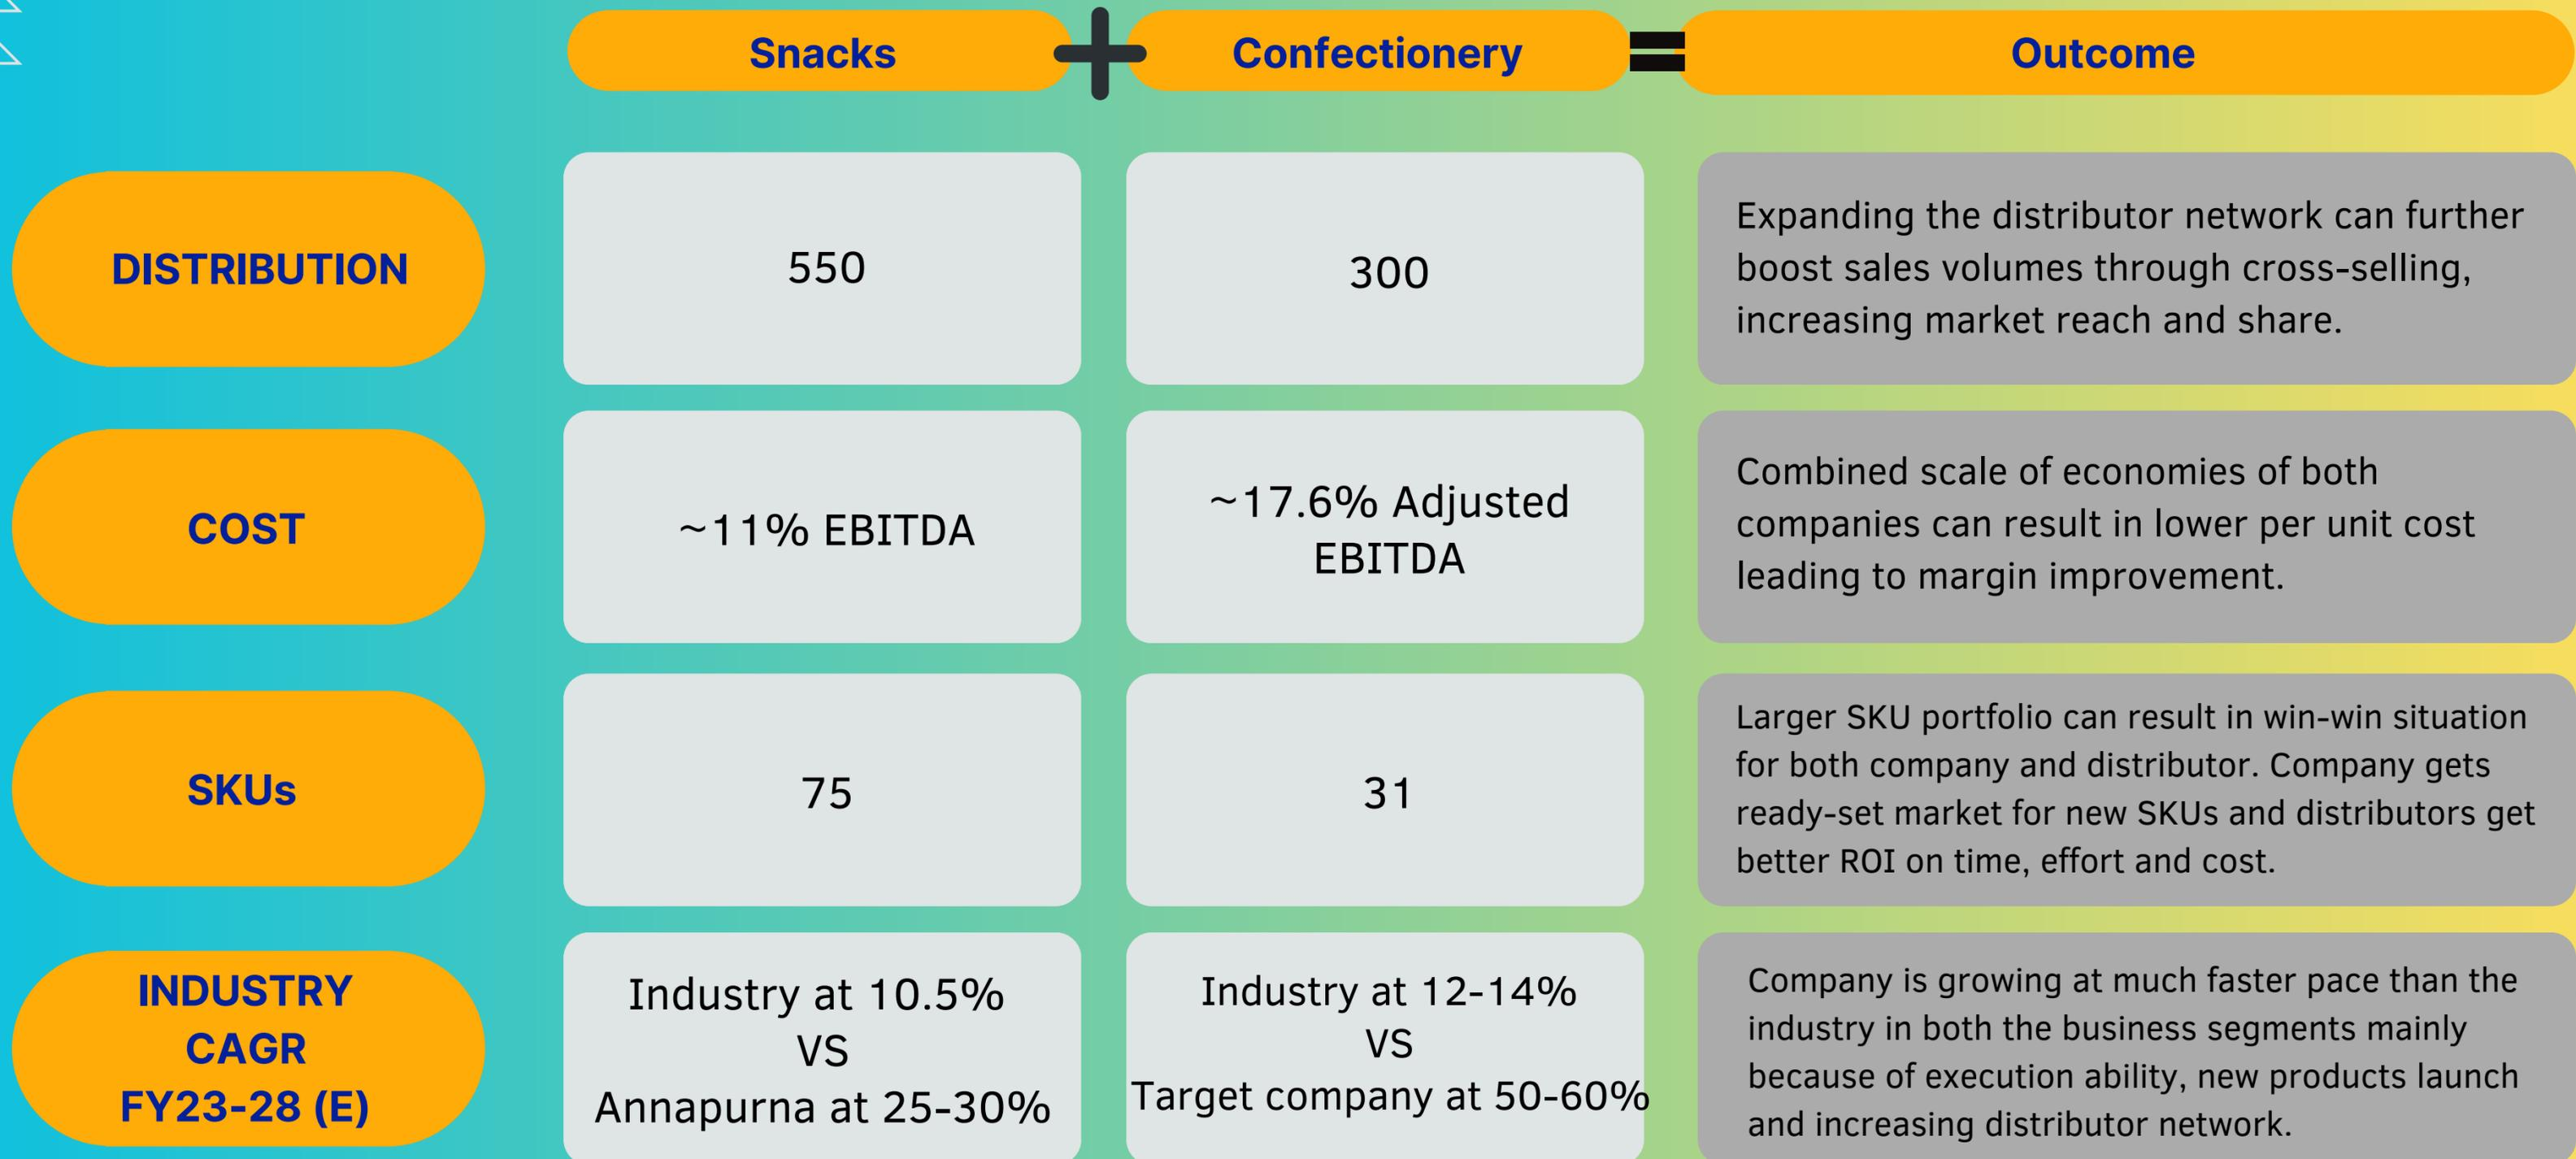 Snacks + Confectionery = Outcome
DISTRIBUTION
550
300
Expanding the distributor network can further
boost sales volumes through cross-selling,
increasing market reach and share.
COST
~11% EBITDA
~17.6% Adjusted
EBITDA
Combined scale of economies of both
companies can result in lower per unit cost
leading to margin improvement.
SKUs
75
31
Larger SKU portfolio can result in win-win situation
for both company and distributor. Company gets
ready-set market for new SKUs and distributors get
better ROI on time, effort and cost.
INDUSTRY
CAGR
FY23-28 (E)
Industry at 10.5%
VS
Annapurna at 25-30%
Industry at 12-14%
VS
Target company at 50-60%
Company is growing at much faster pace than the
industry in both the business segments mainly
because of execution ability, new products launch
and increasing distributor network.